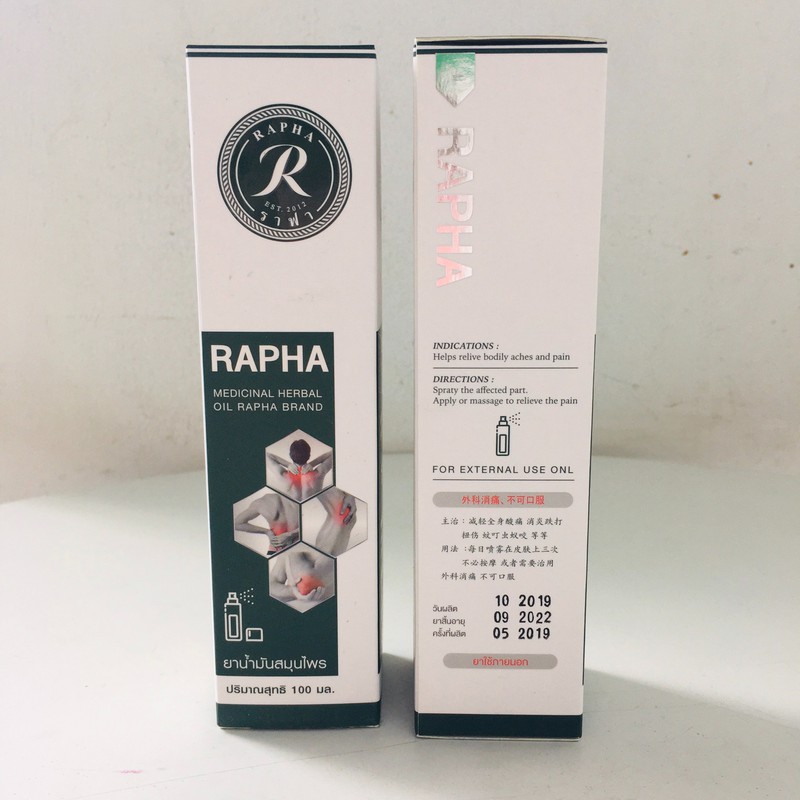 RAPHA
R
EST. 2012
ราฟา
RAPHA
MEDICINAL HERBAL
OIL RAPHA BRAND
ยาน้ำมันสมุนไพร
ปริมาณสุทธิ 100 มล.
RAPHA
INDICATIONS :
Helps relive bodily aches and pain
DIRECTIONS :
Spraty the affected part.
Apply or massage to relieve the pain
FOR EXTERNAL USE ONL
外科消痛、不可口服
主治：减轻全身酸痛 消炎跌打
扭伤 蚊叮虫蚁咬 等等
用法：每日喷雾在皮肤上三次
不必按摩 或者需要治用
外科消痛 不可口服
วันผลิต 10 2019
ยาสิ้นอายุ 09 2022
ครั้งที่ผลิต 05 2019
ยาใช้ภายนอก